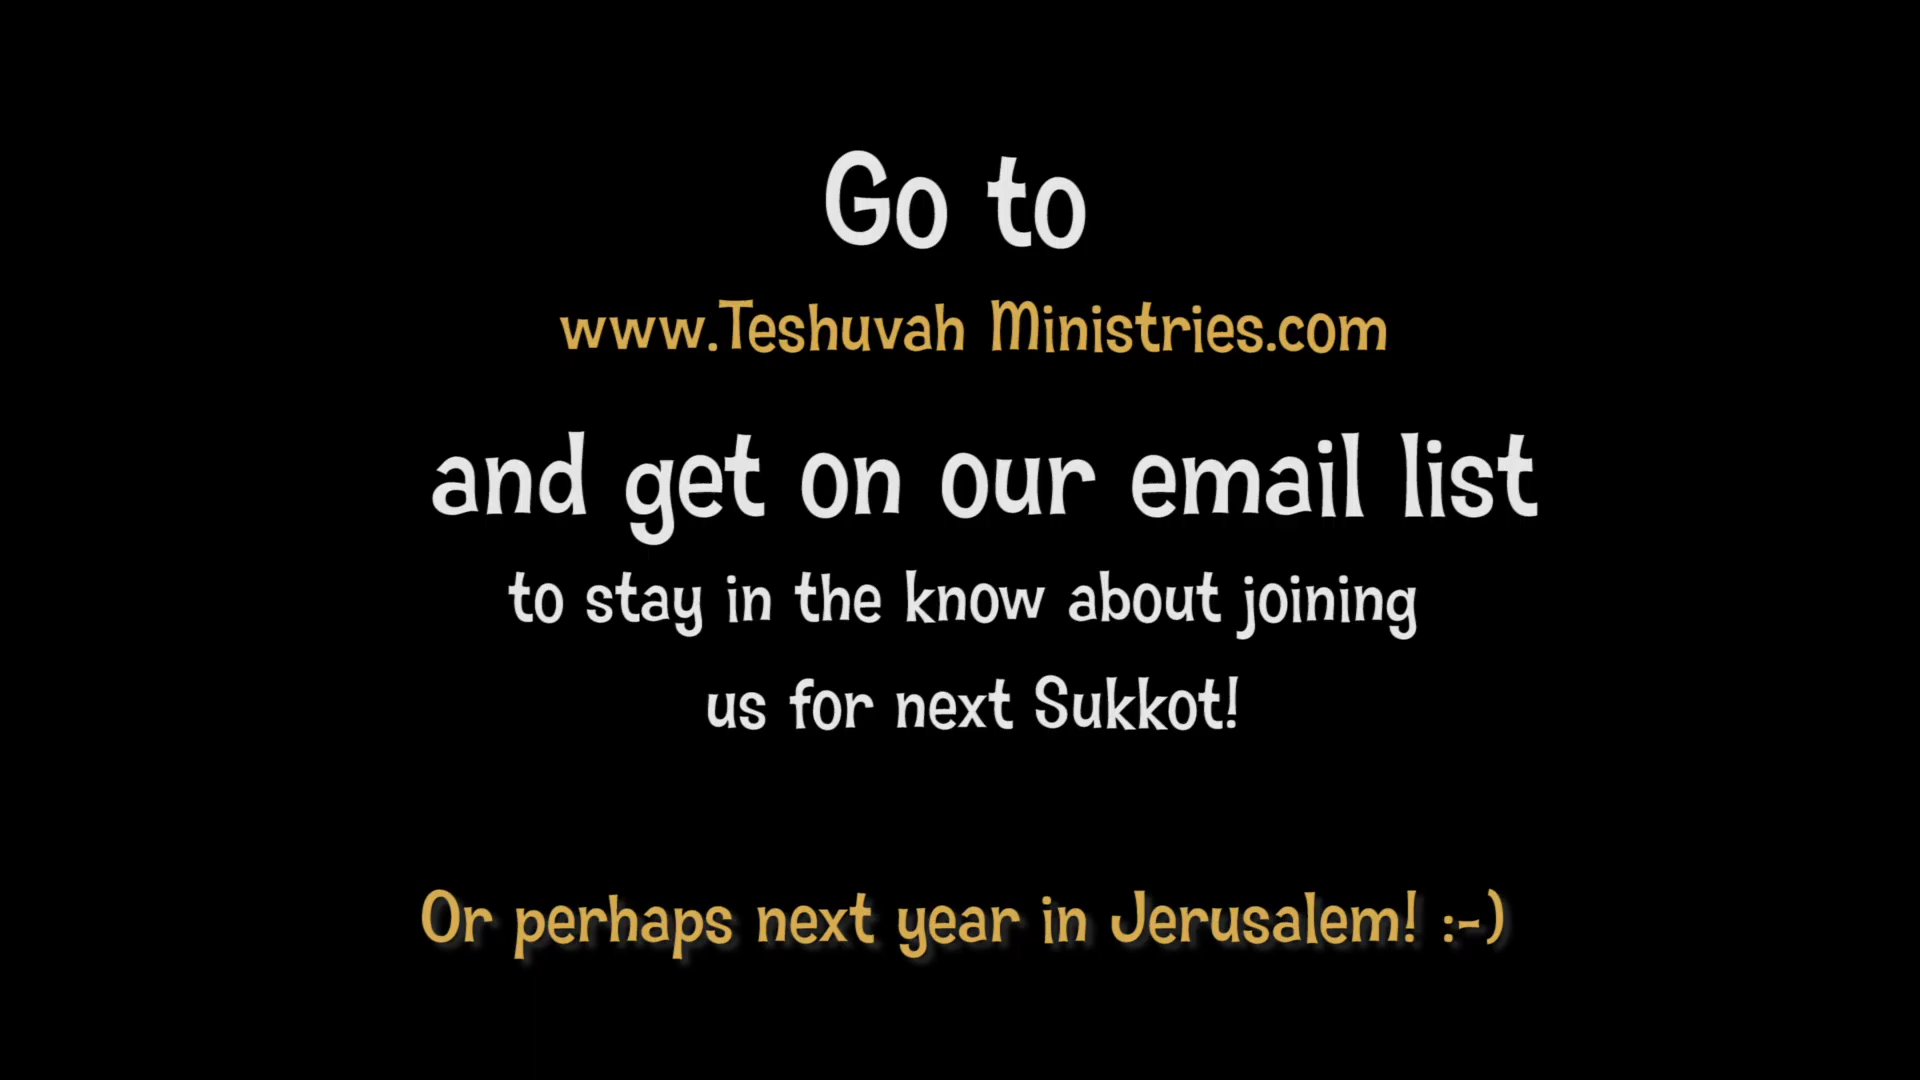 Go to
www.Teshuvah Ministries.com
and get on our email list
to stay in the know about joining
us for next Sukkot!
Or perhaps next year in Jerusalem! :-)